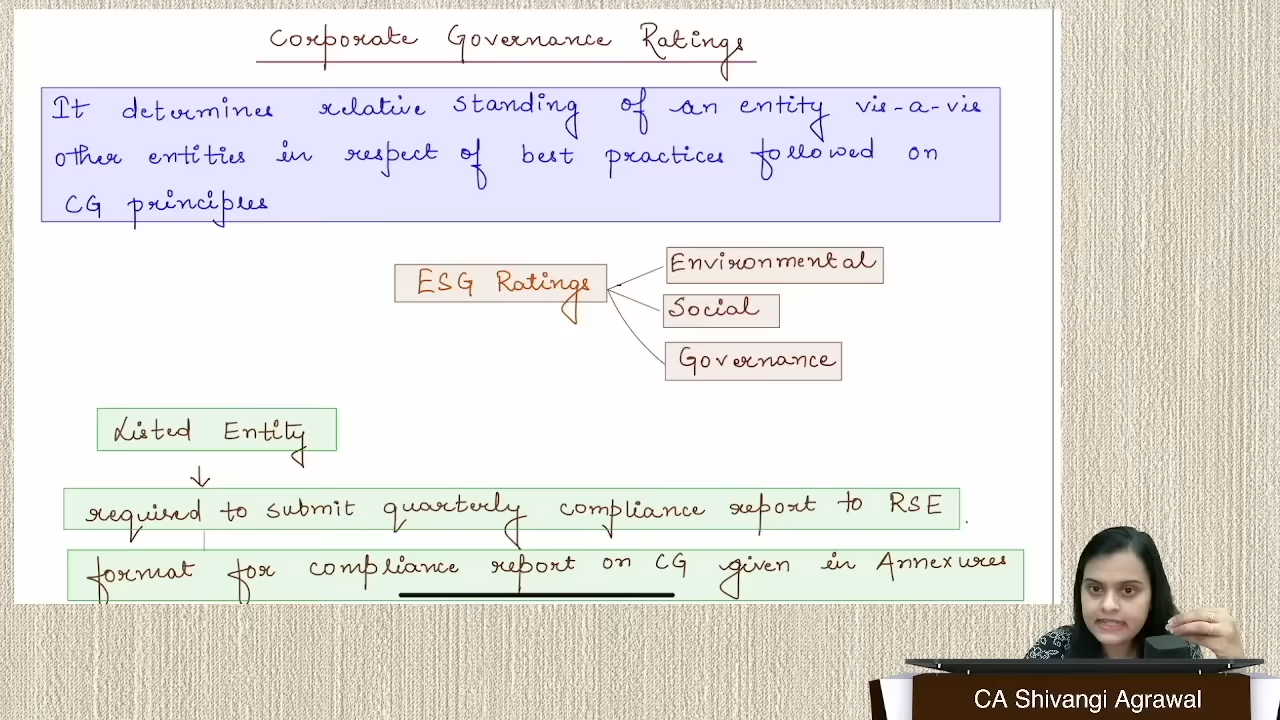 Corporate Governance Ratings
It determines relative standing of an entity vis-a-vis
other entities in respect of best practices followed on
CG principles
ESG Ratings
Environmental
Social
Governance
Listed Entity
required to submit quarterly compliance report to RSE
format for compliance report on CG given in Annexures
CA Shivangi Agrawal